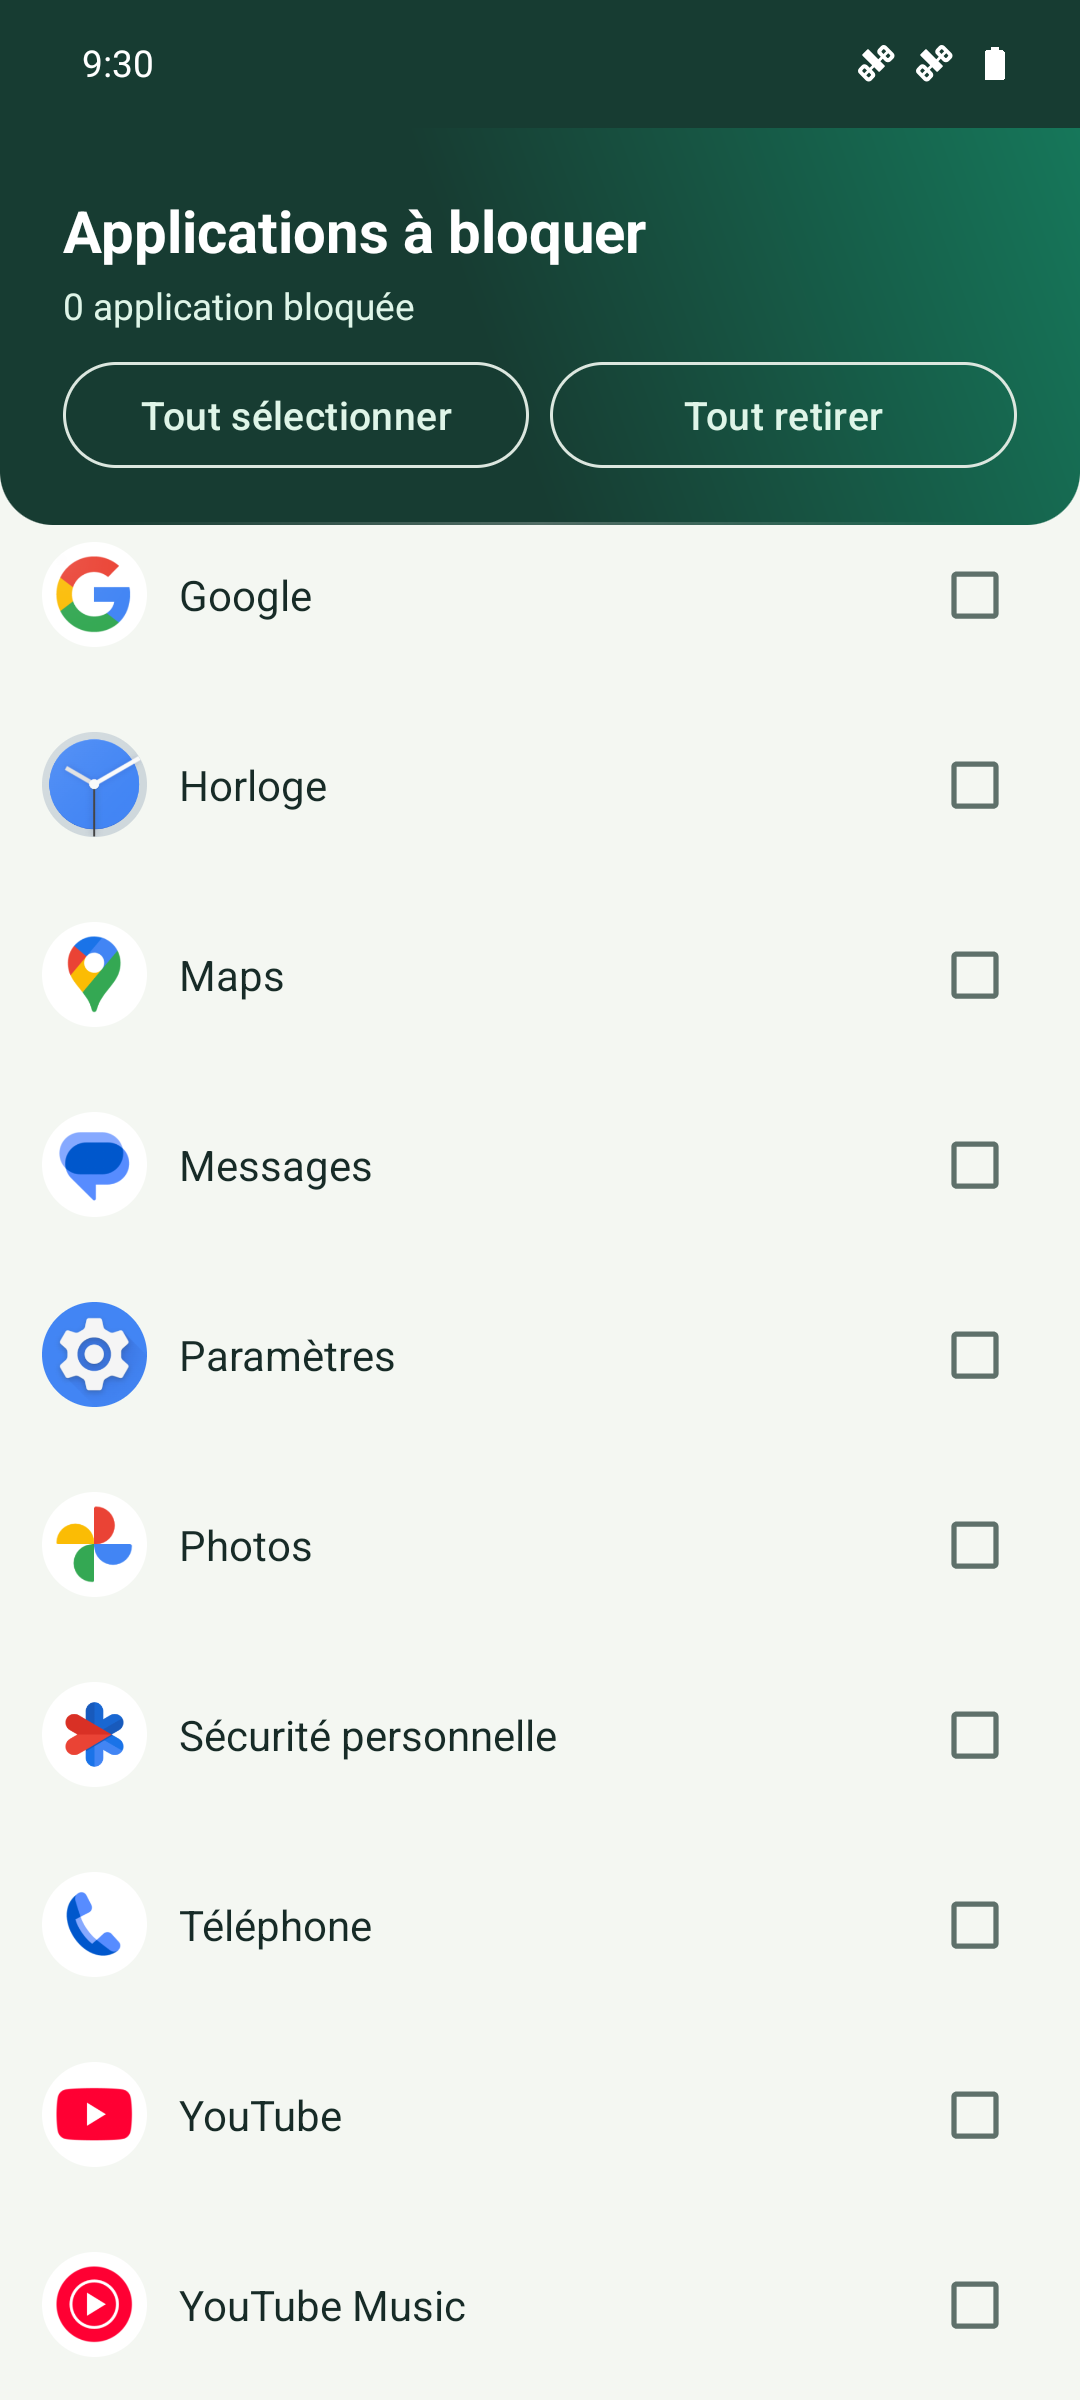 9:30
Applications à bloquer
0 application bloquée
Tout sélectionner
Tout retirer
Google
Horloge
Maps
Messages
Paramètres
Photos
Sécurité personnelle
Téléphone
YouTube
YouTube Music